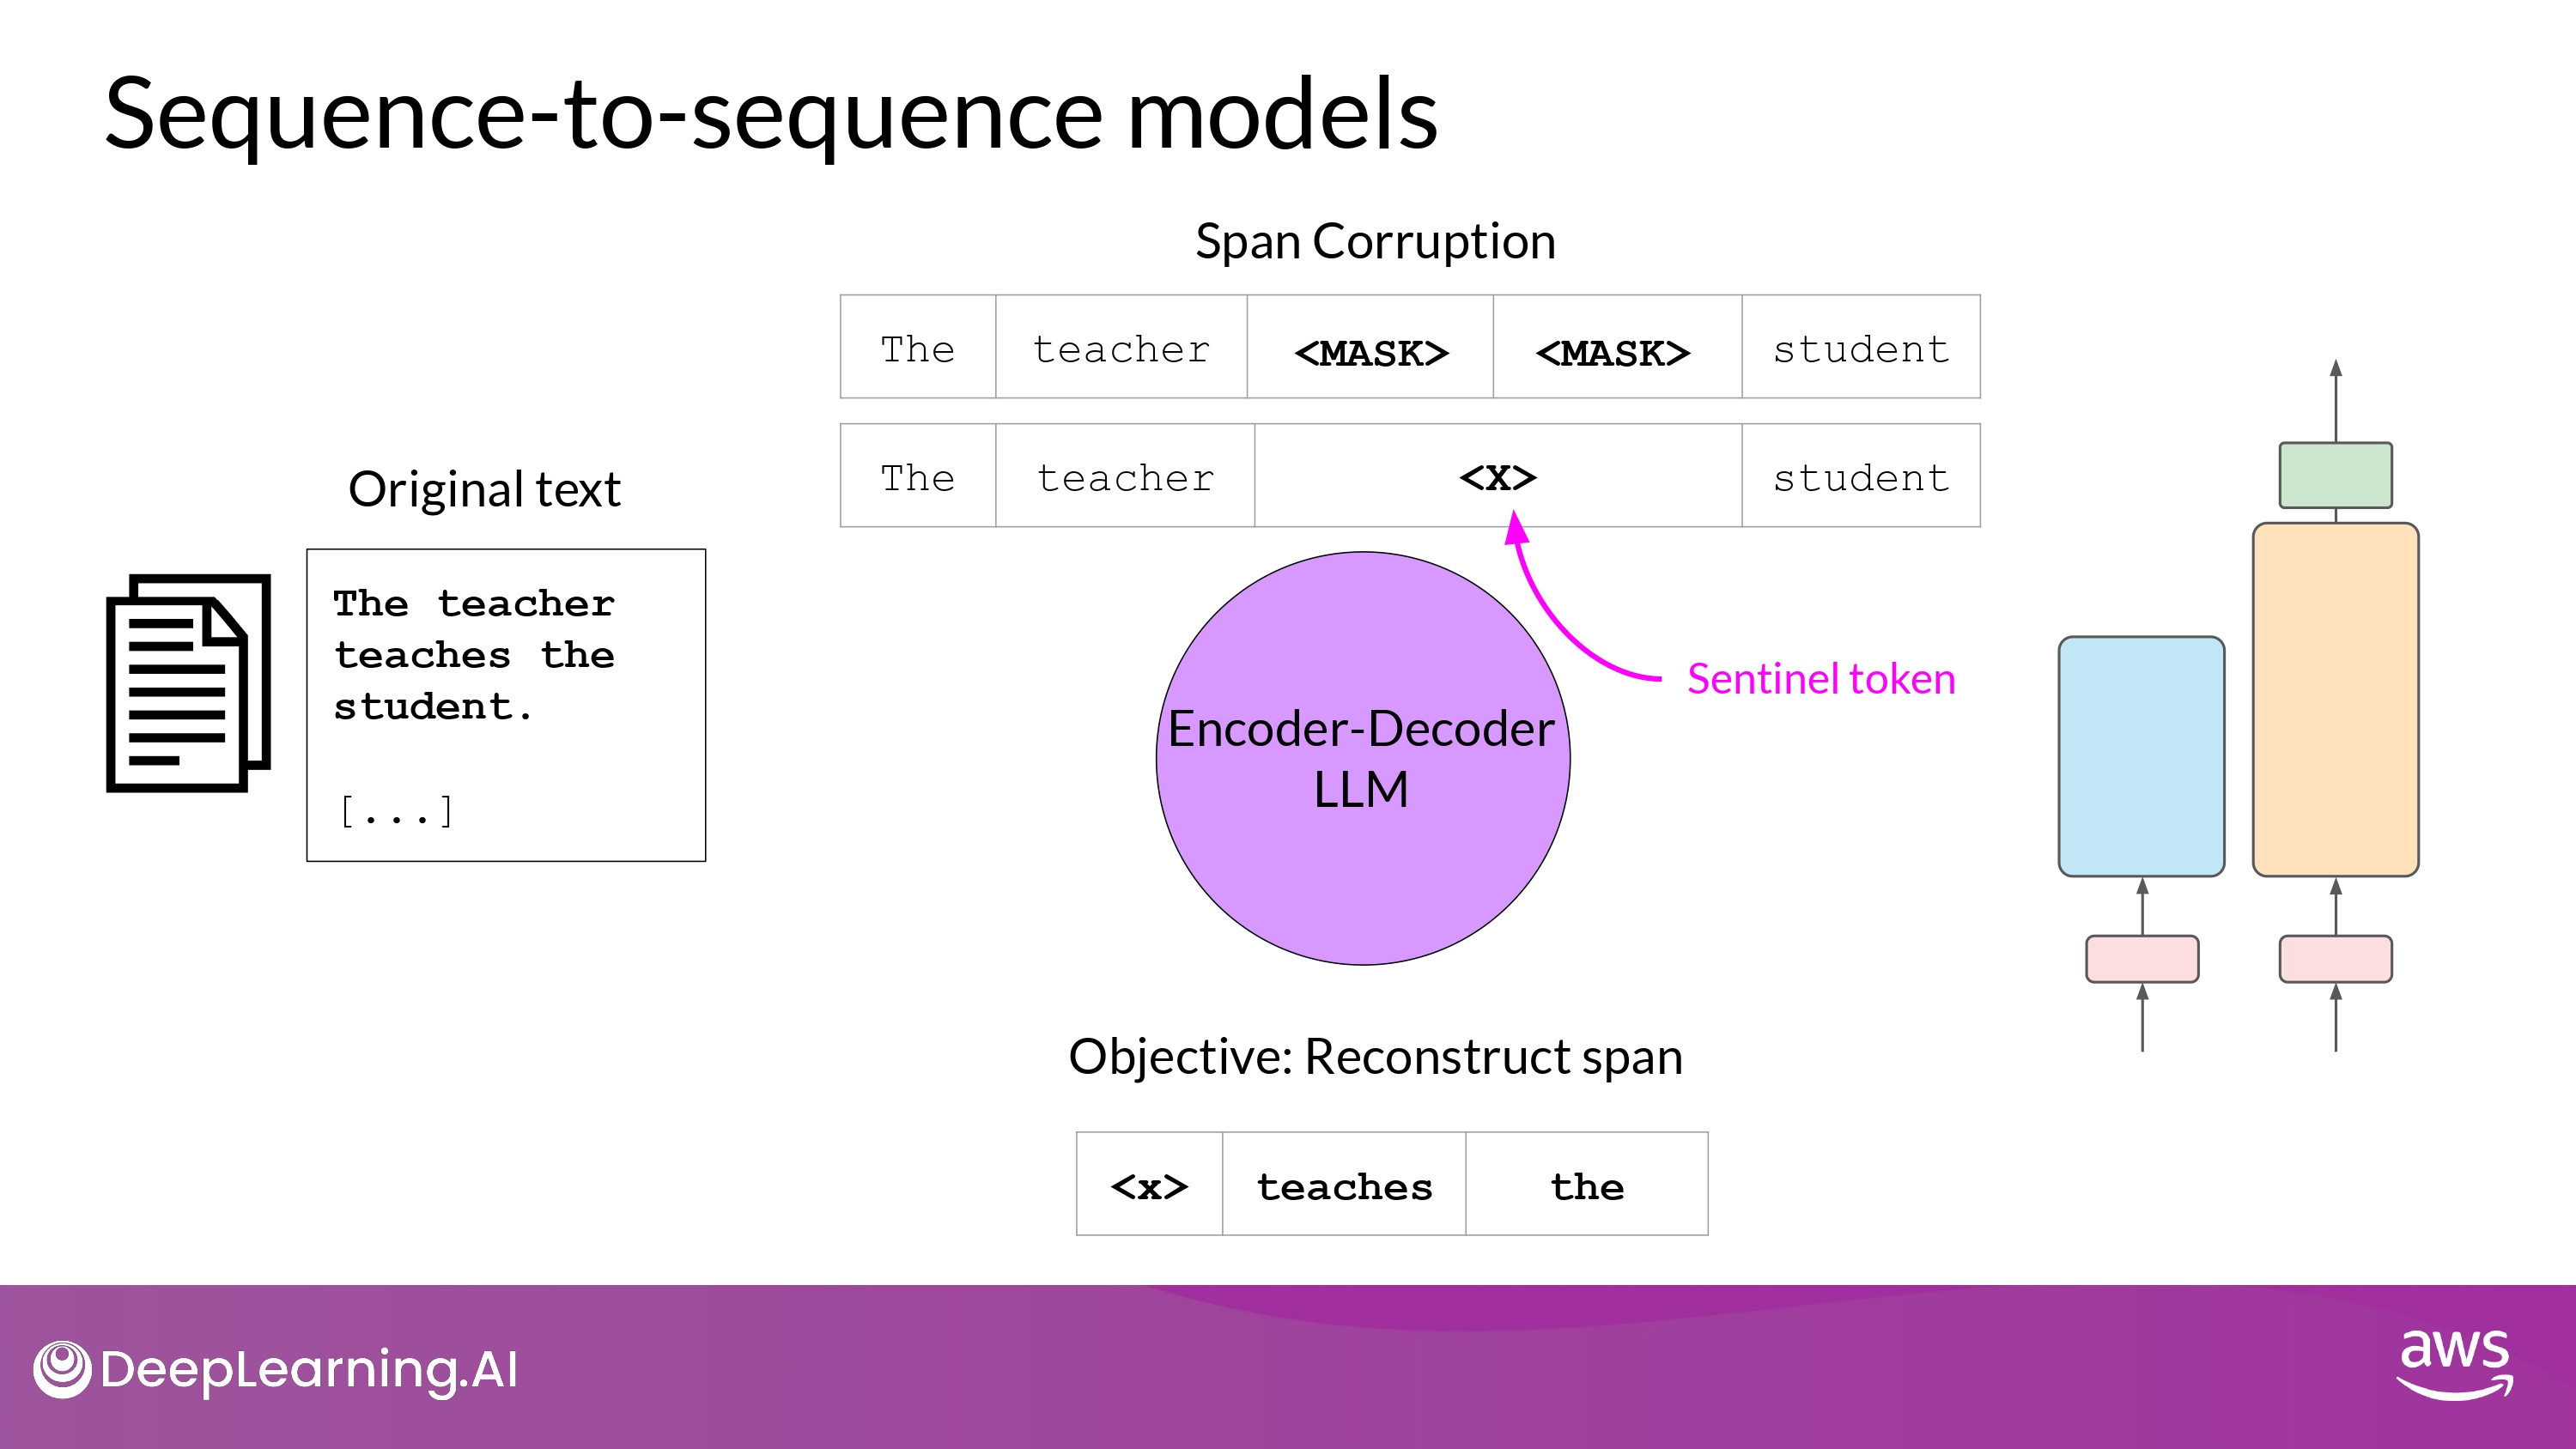 Sequence-to-sequence models
Span Corruption
The teacher <MASK> <MASK> student
The teacher <X> student
Sentinel token
Original text
The teacher
teaches the
student.
[...]
Encoder-Decoder
LLM
Objective: Reconstruct span
<x> teaches the
DeepLearning.AI
aws